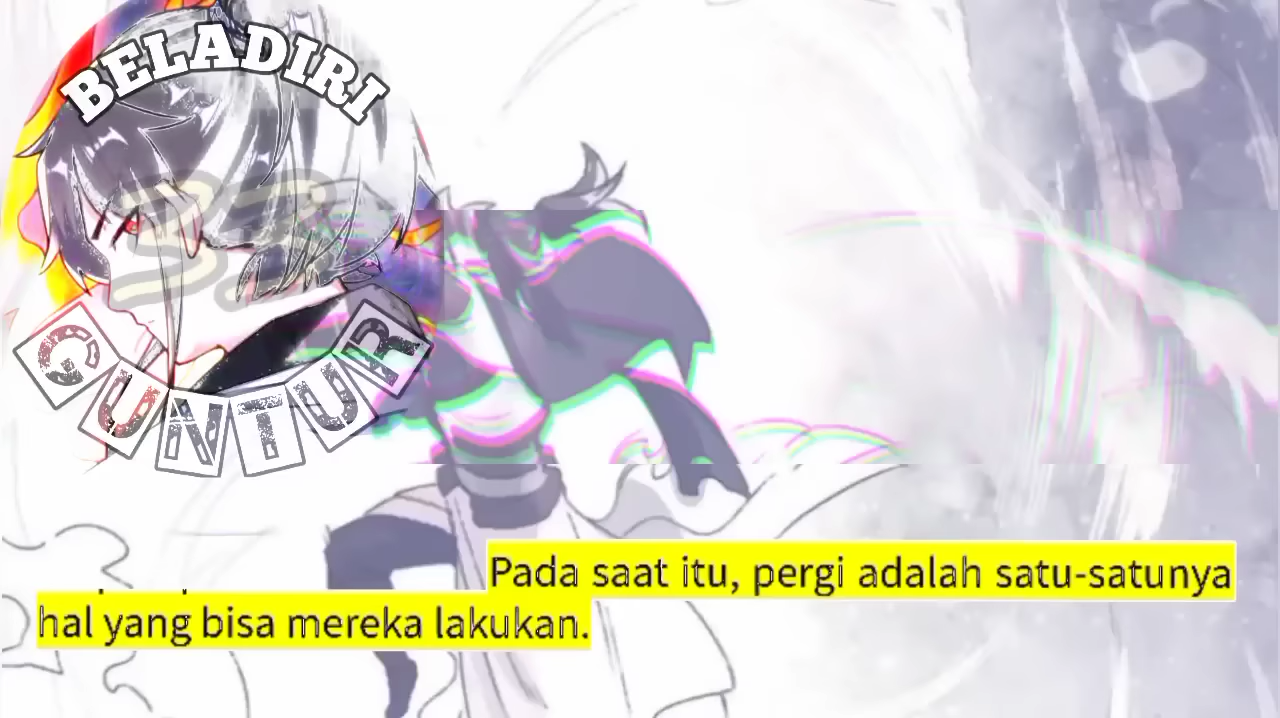 BELADIRI
GUNTUR
Pada saat itu, pergi adalah satu-satunya
hal yang bisa mereka lakukan.